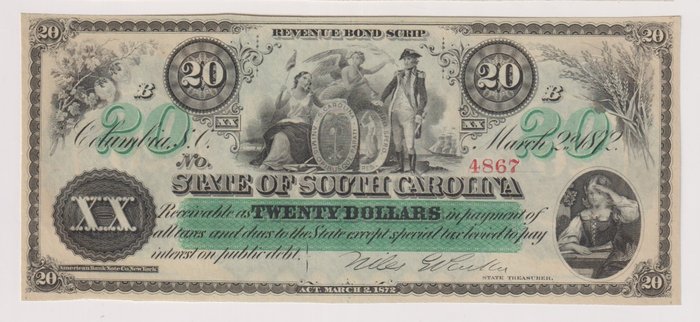 20 REVENUE BOND SCRIP 20
20 20
B XX XX B
20 20
Columbia, S.C. March 2, 1872.
No. 4867
STATE OF SOUTH CAROLINA
XX
Receivable as TWENTY DOLLARS in payment of
all taxes and dues to the State except special tax levied to pay
interest on public debt.
STATE TREASURER.
American Bank Note Co. New York
20 ACT. MARCH 2, 1872 20